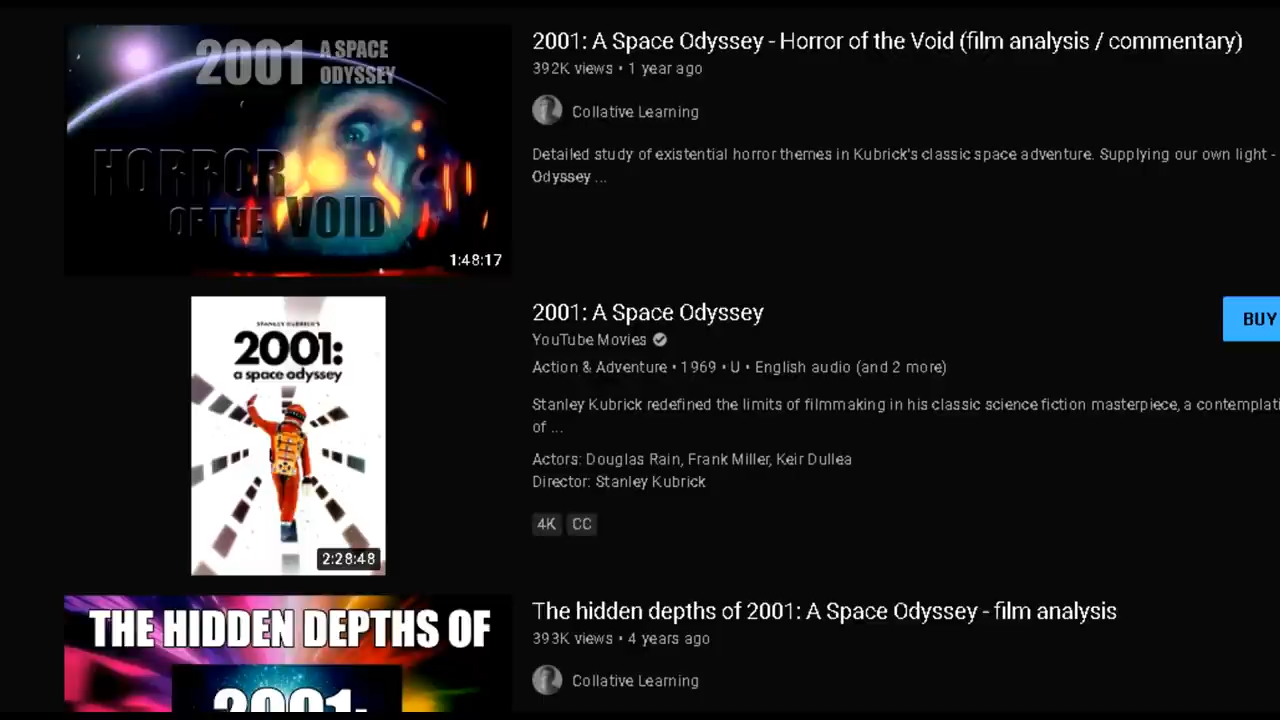 2001 A SPACE
ODYSSEY
HORROR
OF THE VOID
1:48:17
2001: A Space Odyssey - Horror of the Void (film analysis / commentary)
392K views • 1 year ago
Collative Learning
Detailed study of existential horror themes in Kubrick's classic space adventure. Supplying our own light -
Odyssey ...
STANLEY KUBRICK'S
2001:
a space odyssey
2:28:48
2001: A Space Odyssey
YouTube Movies
Action & Adventure • 1969 • U • English audio (and 2 more)
Stanley Kubrick redefined the limits of filmmaking in his classic science fiction masterpiece, a contemplati
of ...
Actors: Douglas Rain, Frank Miller, Keir Dullea
Director: Stanley Kubrick
4K CC
BUY
THE HIDDEN DEPTHS OF
2001:
The hidden depths of 2001: A Space Odyssey - film analysis
393K views • 4 years ago
Collative Learning